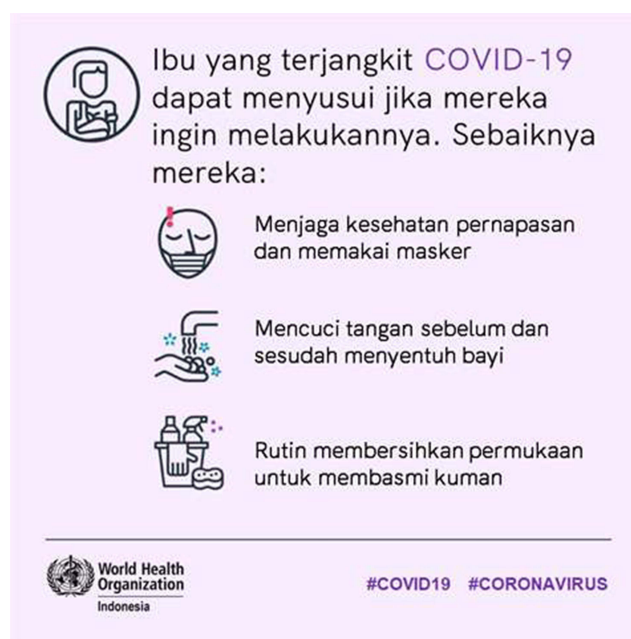 Ibu yang terjangkit COVID-19
dapat menyusui jika mereka
ingin melakukannya. Sebaiknya
mereka:
Menjaga kesehatan pernapasan
dan memakai masker
Mencuci tangan sebelum dan
sesudah menyentuh bayi
Rutin membersihkan permukaan
untuk membasmi kuman
World Health
Organization
Indonesia
#COVID19 #CORONAVIRUS